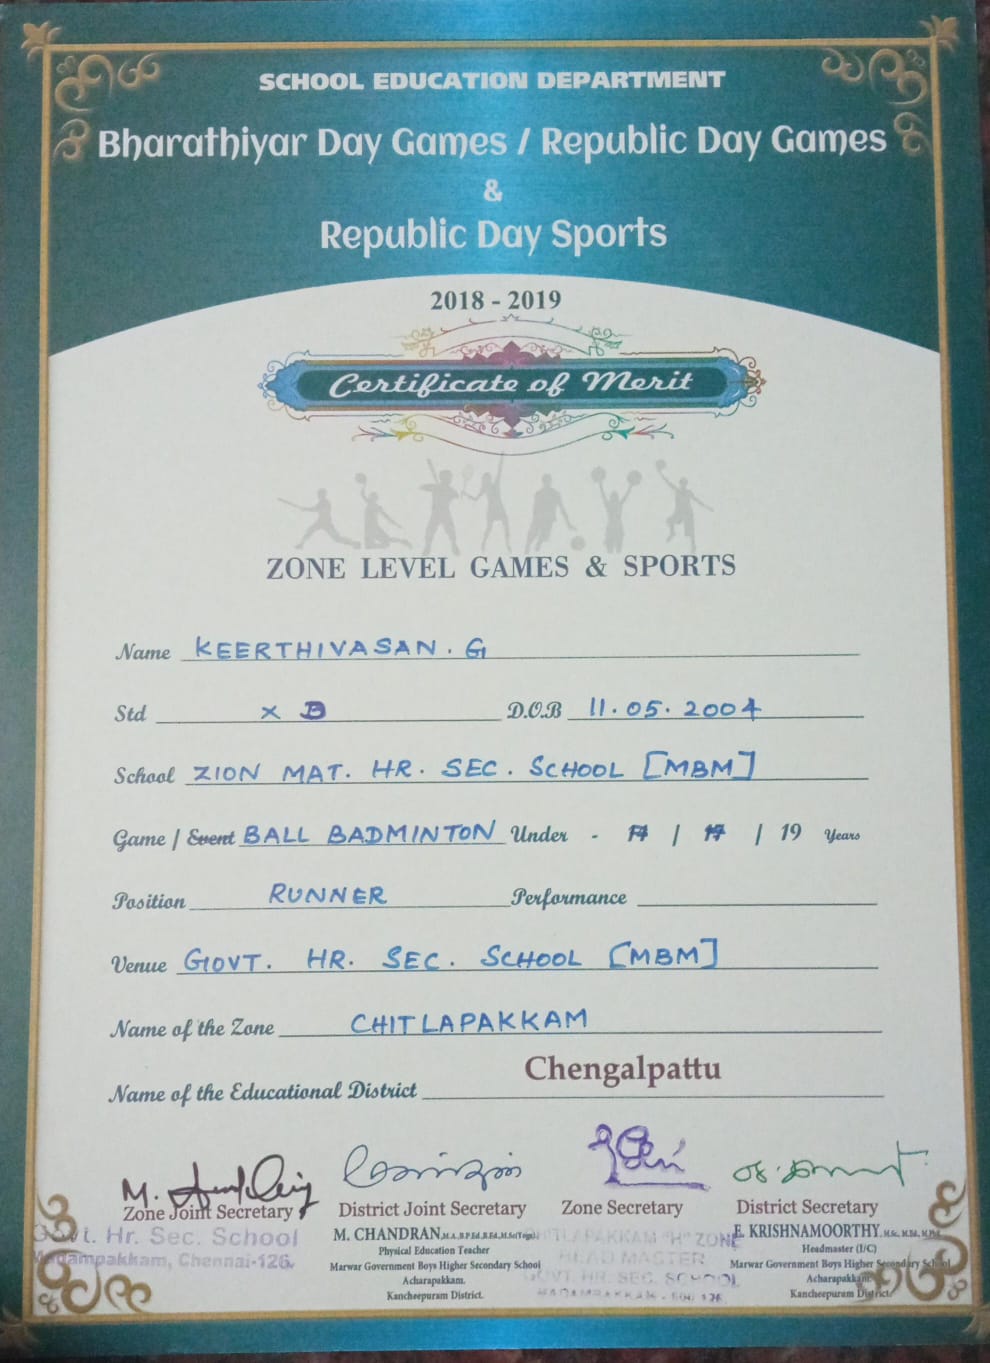 SCHOOL EDUCATION DEPARTMENT
Bharathiyar Day Games / Republic Day Games
&
Republic Day Sports
2018 - 2019
Certificate of Merit
ZONE LEVEL GAMES & SPORTS
Name KEERTHIVASAN. G
Std X B D.O.B 11.05.2004
School ZION MAT. HR. SEC. SCHOOL [MBM]
Game / Event BALL BADMINTON Under - 14 / 17 / 19 Years
Position RUNNER Performance
Venue GOVT. HR. SEC. SCHOOL [MBM]
Name of the Zone CHITLAPAKKAM
Name of the Educational District Chengalpattu
Zone Joint Secretary District Joint Secretary Zone Secretary District Secretary
Govt. Hr. Sec. School
Madampakkam, Chennai-126.
M. CHANDRAN, M.A.,B.P.Ed.,B.Ed.,M.Sc(Yoga).
Physical Education Teacher
Marwar Government Boys Higher Secondary School
Acharapakkam.
Kancheepuram District.
CHITLAPAKKAM "H" ZONE
HEAD MASTER
GOVT. HR. SEC. SCHOOL
MADAMPAKKAM, 126.
E. KRISHNAMOORTHY, M.Sc., M.Ed., M.Phil.
Headmaster (I/C)
Marwar Government Boys Higher Secondary School
Acharapakkam.
Kancheepuram District.